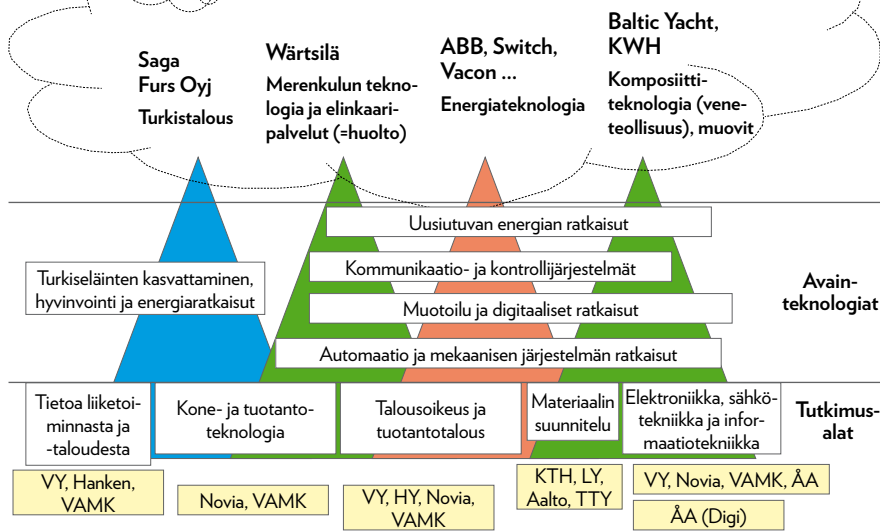 Saga
Furs Oyj
Turkistalous
Wärtsilä
Merenkulun tekno-
logia ja elinkaari-
palvelut (=huolto)
ABB, Switch,
Vacon ...
Energiateknologia
Baltic Yacht,
KWH
Komposiitti-
teknologia (vene-
teollisuus), muovit
Uusiutuvan energian ratkaisut
Turkiseläinten kasvattaminen,
hyvinvointi ja energiaratkaisut
Kommunikaatio- ja kontrollijärjestelmät
Muotoilu ja digitaaliset ratkaisut
Automaatio ja mekaanisen järjestelmän ratkaisut
Avain-
teknologiat
Tietoa liiketoi-
minnasta ja
-taloudesta
Kone- ja tuotanto-
teknologia
Talousoikeus ja
tuotantotalous
Materiaalin
suunnitelu
Elektroniikka, sähkö-
tekniikka ja infor-
maatiotekniikka
Tutkimus-
alat
VY, Hanken,
VAMK
Novia, VAMK
VY, HY, Novia,
VAMK
KTH, LY,
Aalto, TTY
VY, Novia, VAMK, ÅA
ÅA (Digi)